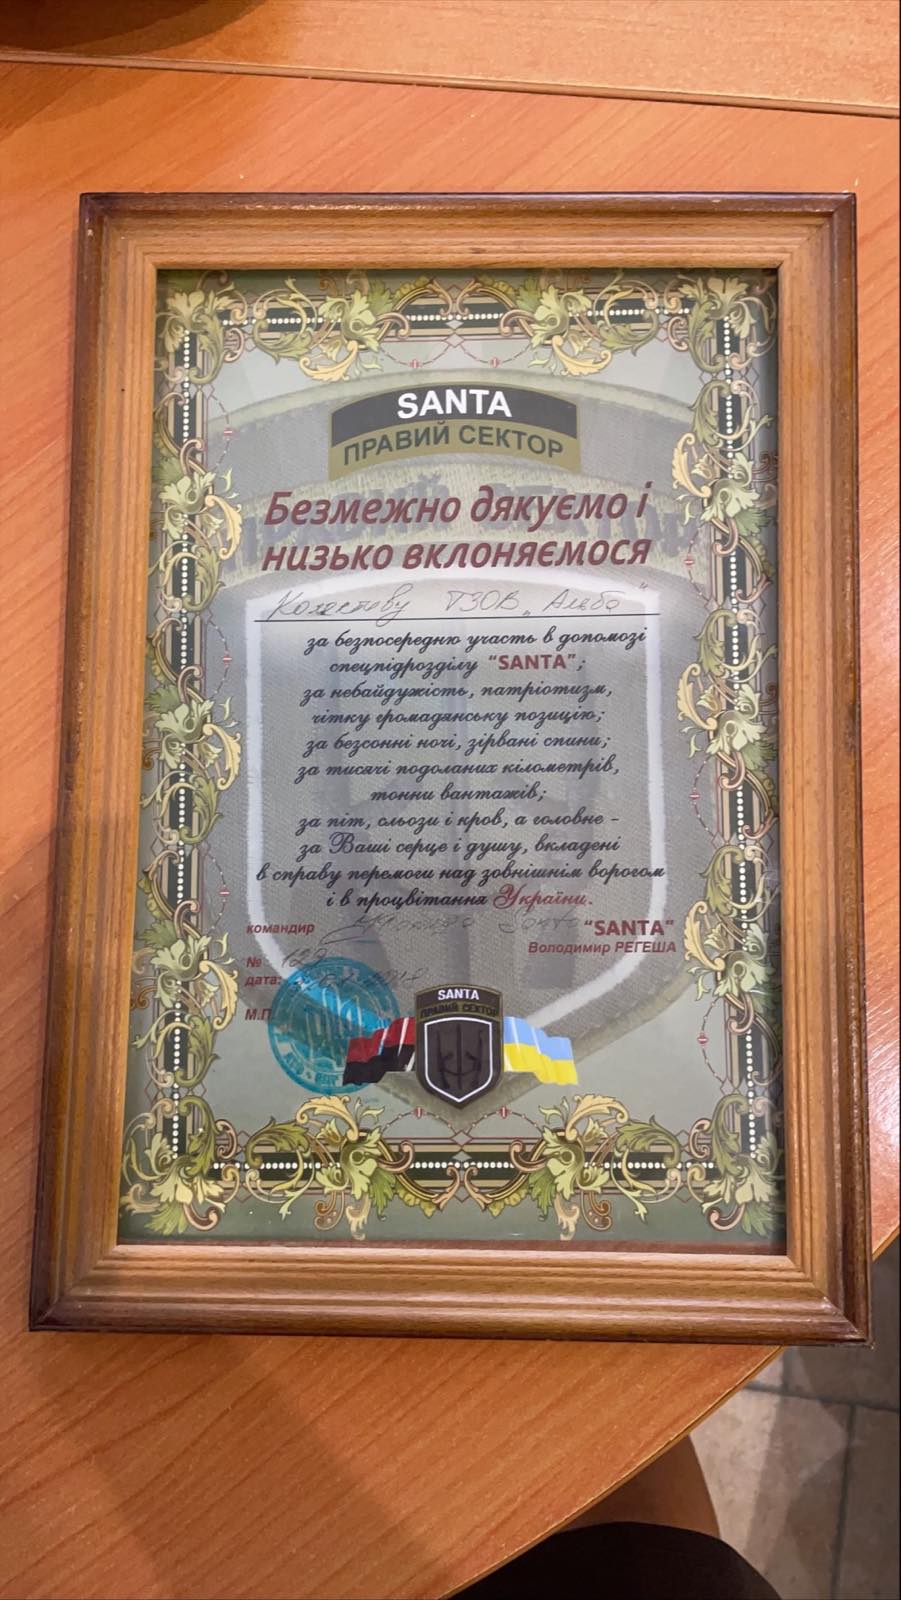 SANTA
ПРАВИЙ СЕКТОР
Безмежно дякуємо і
низько вклоняємося
Колективу ТЗОВ „
за безпосередню участь в допомозі
спецпідрозділу “SANTA”;
за небайдужість, патріотизм,
чітку громадянську позицію;
за безсонні ночі, зірвані спини;
за тисячі подоланих кілометрів,
тонни вантажів;
за піт, сльози і кров, а головне -
за Ваші серце і душу, вкладені
в справу перемоги над зовнішнім ворогом
і в процвітання України.
командир
“SANTA”
Володимир РЕГЕША
№
дата:
М.П.
SANTA
ПРАВИЙ СЕКТОР